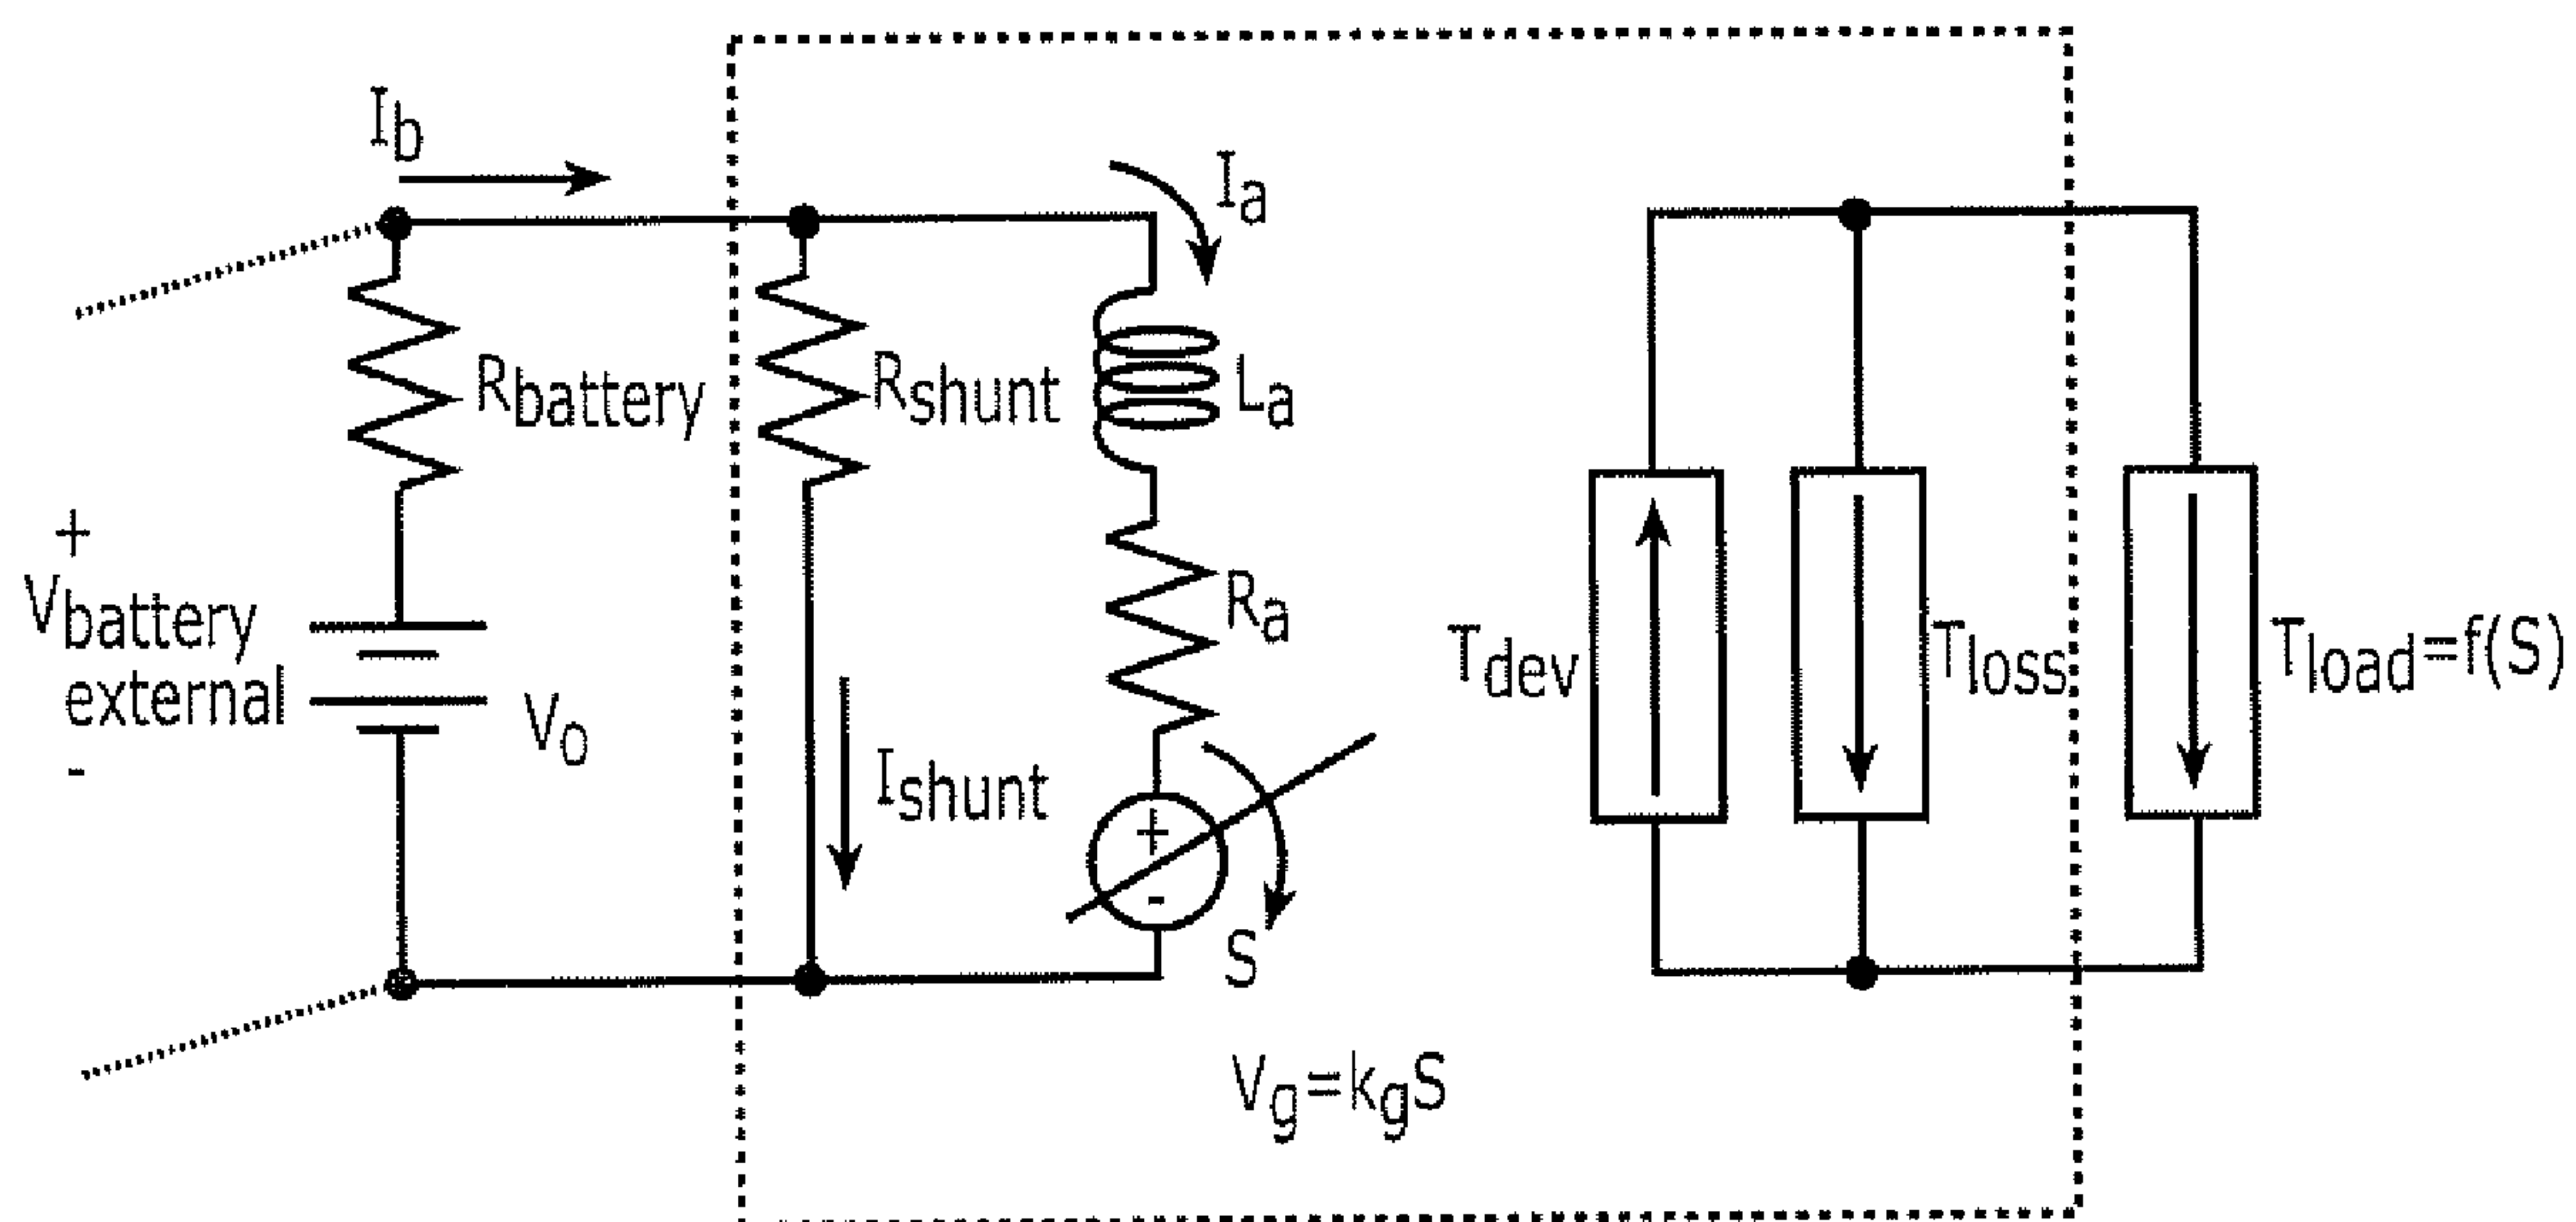 Ib
Ia
Rbattery
Rshunt
La
+
Vbattery
external
-
Vo
Ishunt
Ra
+
-
S
Vg=kgS
Tdev
Tloss
Tload=f(S)